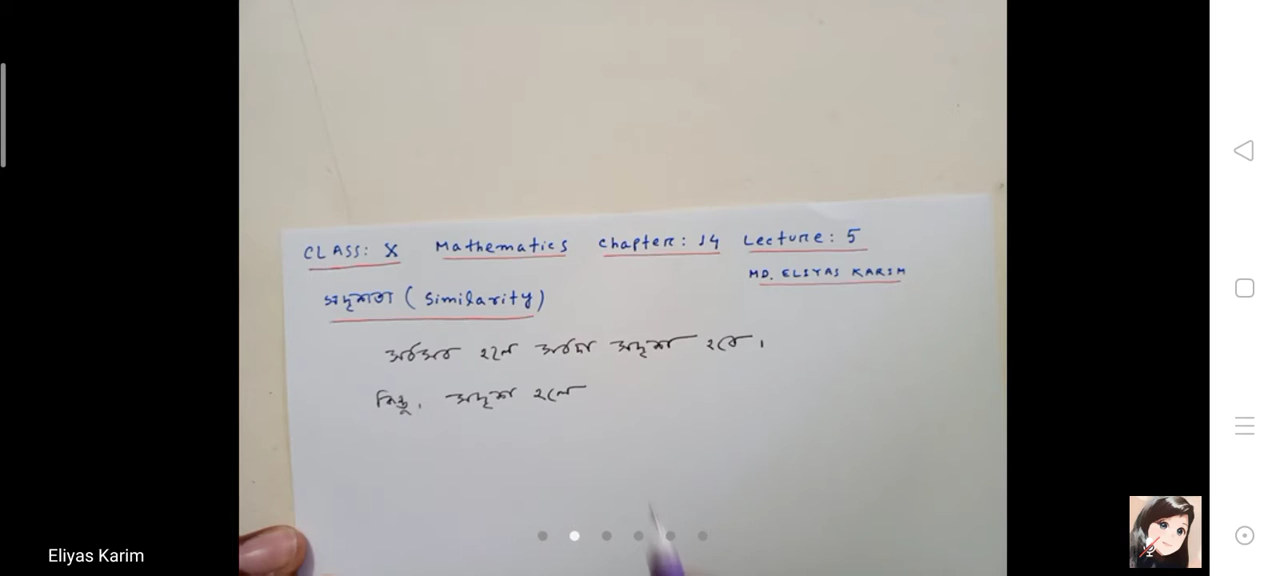 CLASS: X Mathematics Chapter: 14 Lecture: 5
MD. ELIYAS KARIM
সদৃশতা (Similarity)
সর্বসম হলে সর্বদা সদৃশ হবে।
কিন্তু, সদৃশ হলে
Eliyas Karim